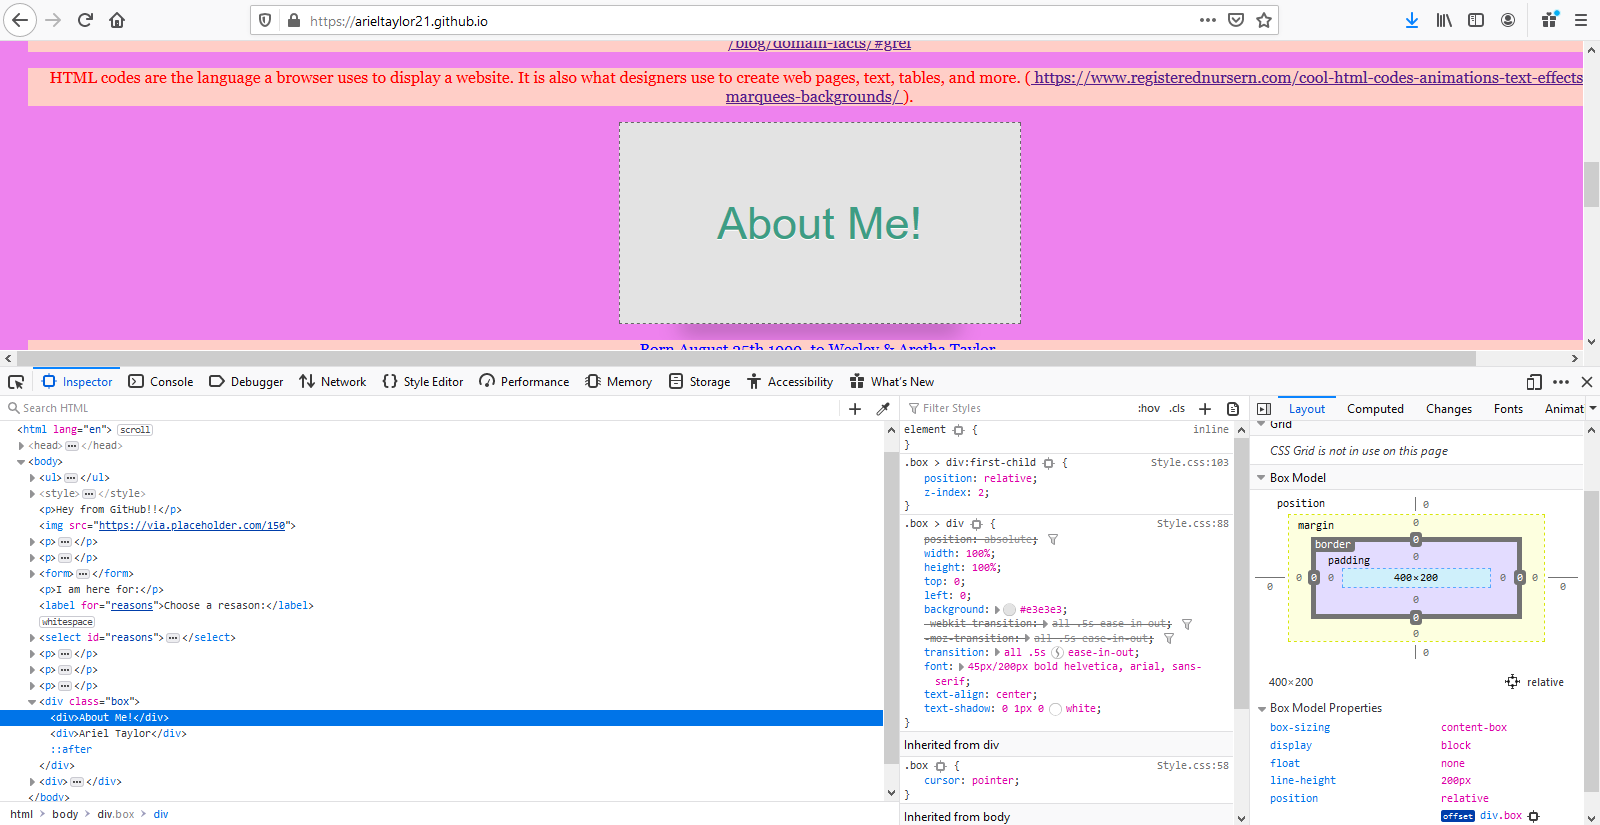 https://arieltaylor21.github.io
/blog/domain-facts/#gref
HTML codes are the language a browser uses to display a website. It is also what designers use to create web pages, text, tables, and more. ( https://www.registerednursern.com/cool-html-codes-animations-text-effects
marquees-backgrounds/ ).
About Me!
Born August 25th 1999, to Wesley & Aretha Taylor
Inspector Console Debugger Network Style Editor Performance Memory Storage Accessibility What's New
Search HTML
<html lang="en"> scroll
<head> </head>
<body>
<ul> </ul>
<style> </style>
<p>Hey from GitHub!!</p>
<img src="https://via.placeholder.com/150">
<p> </p>
<p> </p>
<form> </form>
<p>I am here for:</p>
<label for="reasons">Choose a resason:</label>
whitespace
<select id="reasons"> </select>
<p> </p>
<p> </p>
<p> </p>
<div class="box">
<div>About Me!</div>
<div>Ariel Taylor</div>
::after
</div>
<div> </div>
</body>
html > body > div.box > div
Filter Styles :hov .cls +
element { inline
}
.box > div:first-child { Style.css:103
position: relative;
z-index: 2;
}
.box > div { Style.css:88
position: absolute;
width: 100%;
height: 100%;
top: 0;
left: 0;
background: #e3e3e3;
-webkit-transition: all .5s ease-in-out;
-moz-transition: all .5s ease-in-out;
transition: all .5s ease-in-out;
font: 45px/200px bold helvetica, arial, sans-
serif;
text-align: center;
text-shadow: 0 1px 0 white;
}
Inherited from div
.box { Style.css:58
cursor: pointer;
}
Inherited from body
Layout Computed Changes Fonts Animat
Grid
CSS Grid is not in use on this page
Box Model
position 0
margin 0
border 0
padding 0
0 0 0 0 400×200 0 0 0 0
0
0
0
0
400×200 relative
Box Model Properties
box-sizing content-box
display block
float none
line-height 200px
position relative
offset div.box